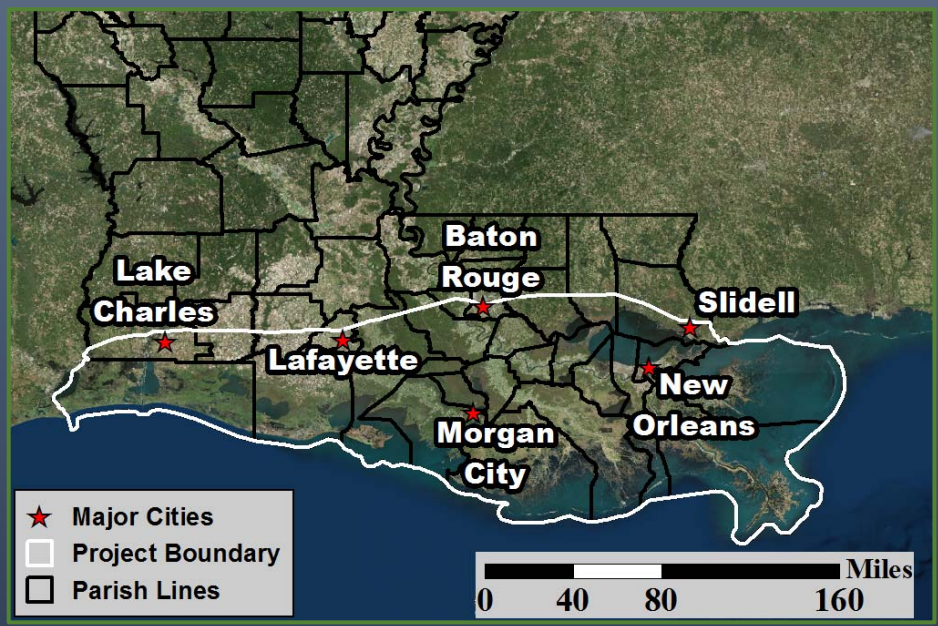 Baton
Rouge
Lake
Charles
Slidell
Lafayette
New
Orleans
Morgan
City
Major Cities
Project Boundary
Parish Lines
Miles
0 40 80 160